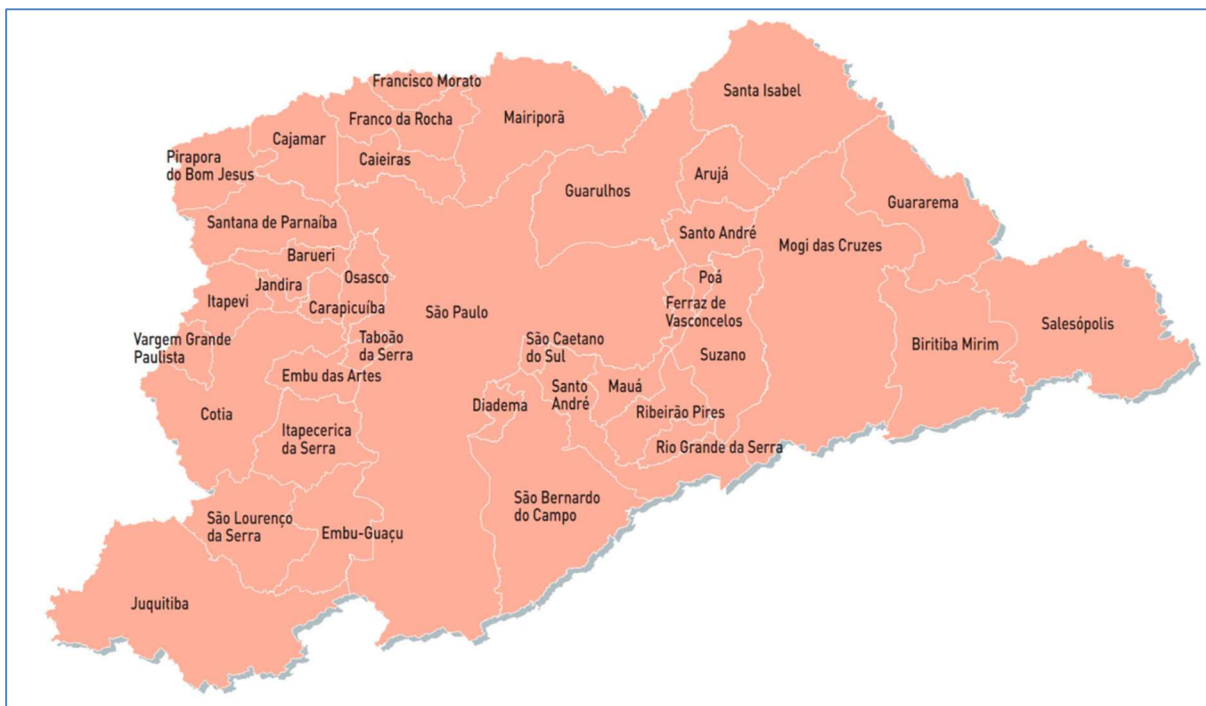 Francisco Morato
Santa Isabel
Franco da Rocha
Mairiporã
Cajamar
Pirapora
do Bom Jesus
Caieiras
Guarulhos
Arujá
Guararema
Santana de Parnaíba
Santo André
Mogi das Cruzes
Barueri
Jandira
Osasco
Poá
Itapevi
Carapicuíba
São Paulo
Ferraz de
Vasconcelos
Salesópolis
Vargem Grande
Paulista
Taboão
da Serra
São Caetano
do Sul
Suzano
Biritiba Mirim
Embu das Artes
Cotia
Diadema
Santo
André
Mauá
Ribeirão Pires
Itapecerica
da Serra
Rio Grande da Serra
São Lourenço
da Serra
Embu-Guaçu
São Bernardo
do Campo
Juquitiba